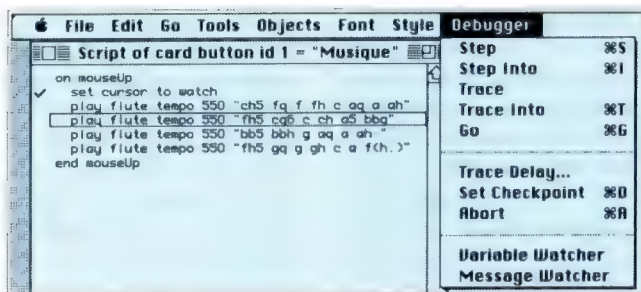 File Edit Go Tools Objects Font Style Debugger
Script of card button id 1 = "Musique"
on mouseUp
✓ set cursor to watch
play flute tempo 550 "ch5 fq f fh c aq a ah"
play flute tempo 550 "fh5 cq6 c ch a5 bbq"
play flute tempo 550 "bb5 bbh g aq a ah "
play flute tempo 550 "fh5 gq g gh c a f(h.)"
end mouseUp
Step ⌘S
Step Into ⌘I
Trace
Trace Into ⌘T
Go ⌘G
Trace Delay...
Set Checkpoint ⌘D
Abort ⌘A
Variable Watcher
Message Watcher